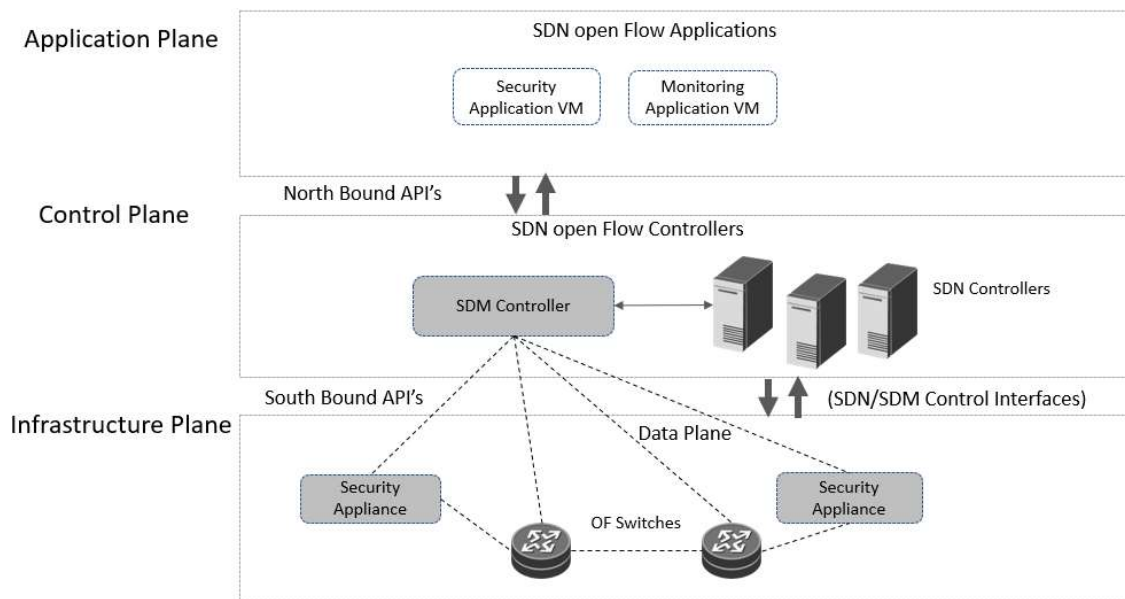 Application Plane
SDN open Flow Applications
Security
Application VM
Monitoring
Application VM
North Bound API’s
Control Plane
SDN open Flow Controllers
SDM Controller
SDN Controllers
South Bound API’s
(SDN/SDM Control Interfaces)
Infrastructure Plane
Data Plane
Security
Appliance
Security
Appliance
OF Switches